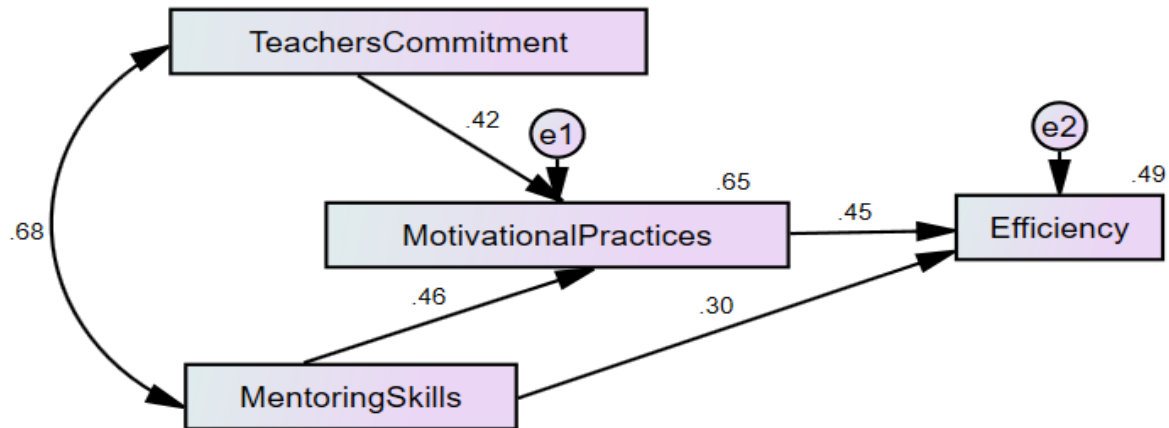 TeachersCommitment
.42
e1
e2
.65
.49
.68
MotivationalPractices
.45
Efficiency
.46
.30
MentoringSkills